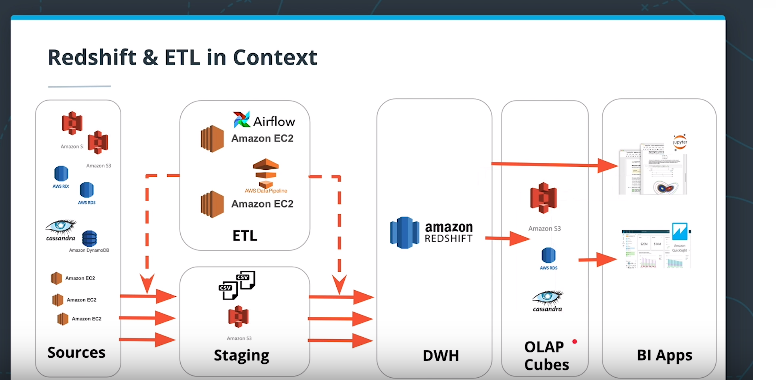 Redshift & ETL in Context
Amazon S3
AWS RDS
AWS RDS
cassandra
Amazon DynamoDB
Amazon EC2
Amazon EC2
Amazon EC2
Sources
Airflow
Amazon EC2
AWS Data Pipeline
Amazon EC2
ETL
CSV
CSV
Amazon S3
Staging
amazon
REDSHIFT
DWH
Amazon S3
AWS RDS
cassandra
OLAP
Cubes
jupyter
BI Apps